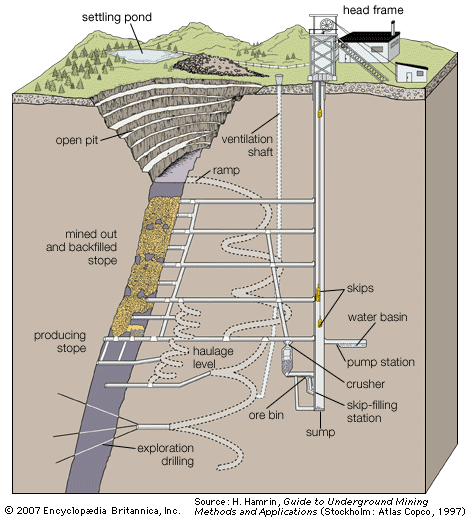 settling pond
head frame
open pit
ventilation
shaft
ramp
mined out
and backfilled
stope
skips
water basin
producing
stope
haulage
level
pump station
crusher
ore bin
skip-filling
station
sump
exploration
drilling
© 2007 Encyclopædia Britannica, Inc.
Source: H. Hamrin, Guide to Underground Mining
Methods and Applications (Stockholm: Atlas Copco, 1997)